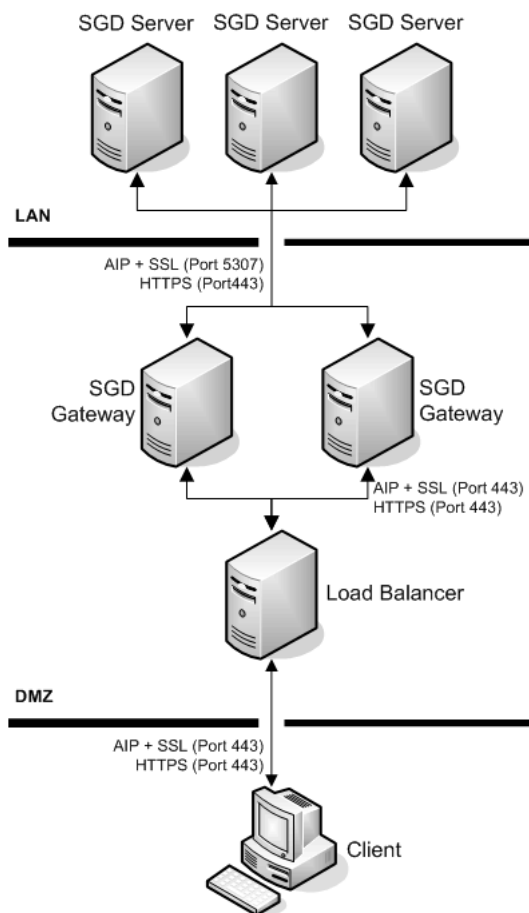 SGD Server SGD Server SGD Server
LAN
AIP + SSL (Port 5307)
HTTPS (Port443)
SGD
Gateway
SGD
Gateway
AIP + SSL (Port 443)
HTTPS (Port 443)
Load Balancer
DMZ
AIP + SSL (Port 443)
HTTPS (Port 443)
Client